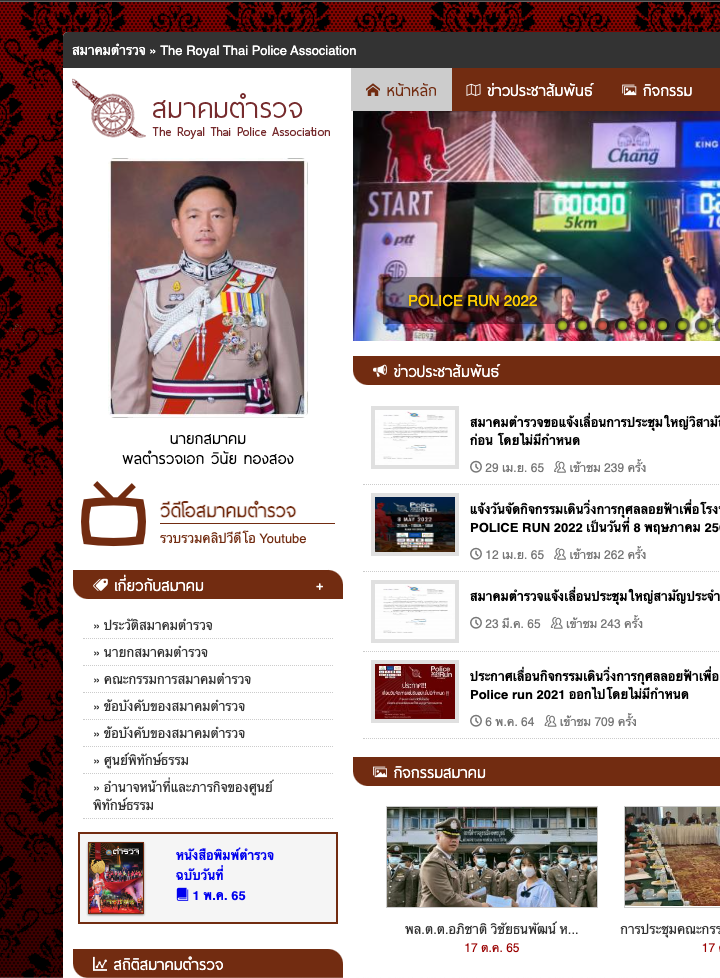 สมาคมตำรวจ » The Royal Thai Police Association
สมาคมตำรวจ
The Royal Thai Police Association
หน้าหลัก
ข่าวประชาสัมพันธ์
กิจกรรม
Chang
KING
START
00:00
5km
ptt
POLICE RUN 2022
นายกสมาคม
พลตำรวจเอก วินัย ทองสอง
วีดีโอสมาคมตำรวจ
รวบรวมคลิปวีดีโอ Youtube
เกี่ยวกับสมาคม +
» ประวัติสมาคมตำรวจ
» นายกสมาคมตำรวจ
» คณะกรรมการสมาคมตำรวจ
» ข้อบังคับของสมาคมตำรวจ
» ข้อบังคับของสมาคมตำรวจ
» ศูนย์พิทักษ์ธรรม
» อำนาจหน้าที่และภารกิจของศูนย์
พิทักษ์ธรรม
ตำรวจ
หนังสือพิมพ์ตำรวจ
ฉบับวันที่
1 พ.ค. 65
สถิติสมาคมตำรวจ
ข่าวประชาสัมพันธ์
สมาคมตำรวจขอแจ้งเลื่อนการประชุมใหญ่วิสามั
ก่อน โดยไม่มีกำหนด
29 เม.ย. 65 เข้าชม 239 ครั้ง
Police Run
8 MAY 2022
แจ้งวันจัดกิจกรรมเดินวิ่งการกุศลลอยฟ้าเพื่อโรง
POLICE RUN 2022 เป็นวันที่ 8 พฤษภาคม 25
12 เม.ย. 65 เข้าชม 262 ครั้ง
สมาคมตำรวจแจ้งเลื่อนประชุมใหญ่สามัญประจำ
23 มี.ค. 65 เข้าชม 243 ครั้ง
Police Run
ประกาศ!!!
ประกาศเลื่อนกิจกรรมเดินวิ่งการกุศลลอยฟ้าเพื่อ
Police run 2021 ออกไปโดยไม่มีกำหนด
6 พ.ค. 64 เข้าชม 709 ครั้ง
กิจกรรมสมาคม
พล.ต.ต.อภิชาติ วิชัยธนพัฒน์ ห...
17 ต.ค. 65
การประชุมคณะกรร
17